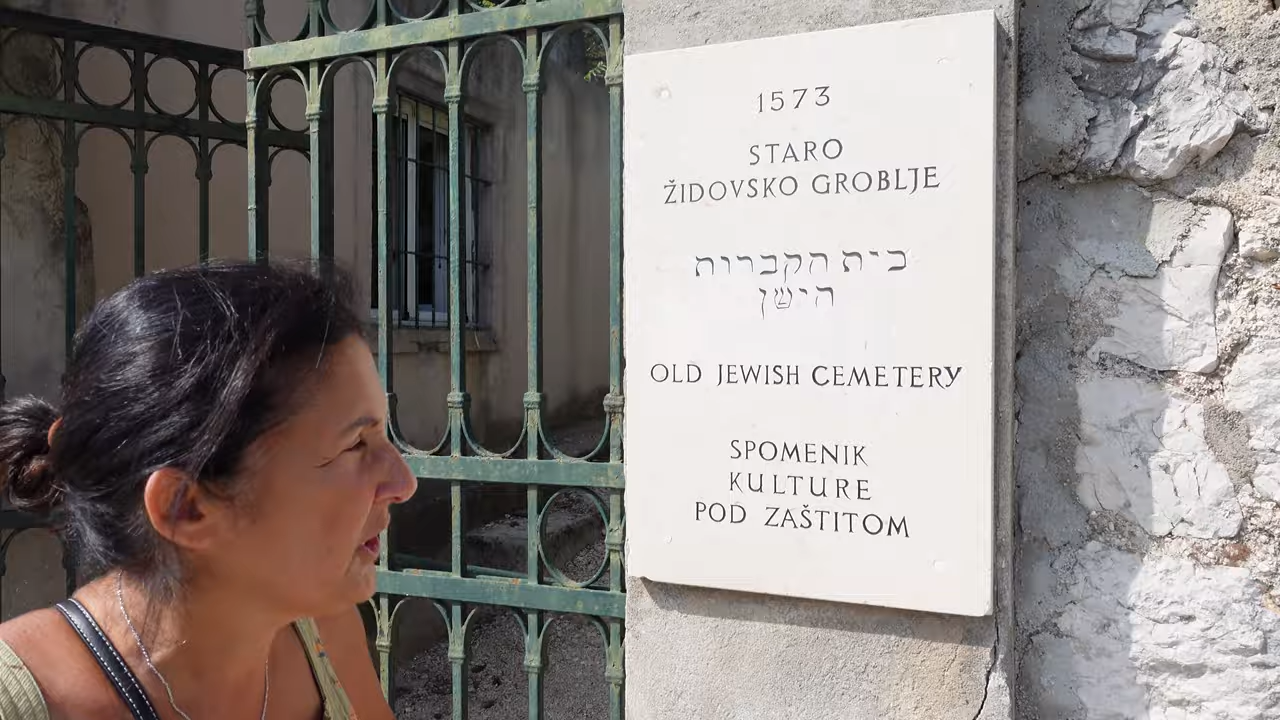 1573
STARO
ŽIDOVSKO GROBLJE
בית הקברות
הישן
OLD JEWISH CEMETERY
SPOMENIK
KULTURE
POD ZAŠTITOM